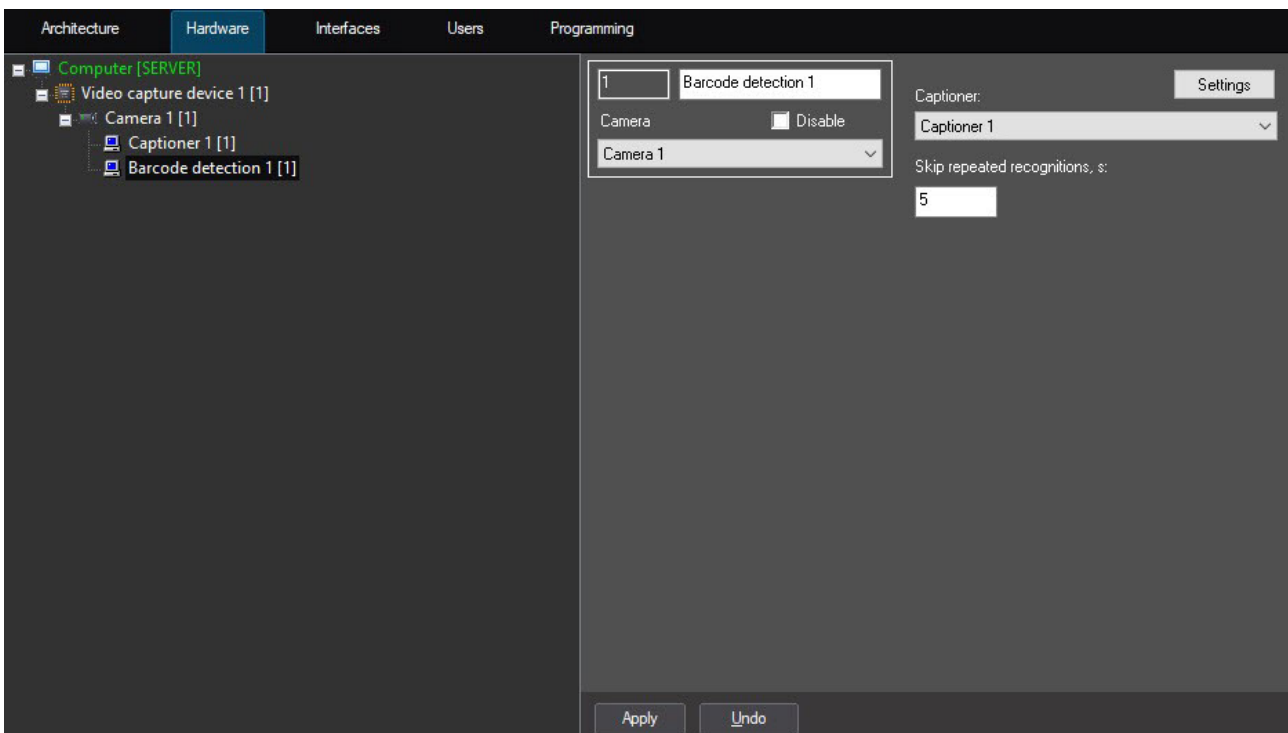 Architecture Hardware Interfaces Users Programming
Computer [SERVER]
Video capture device 1 [1]
Camera 1 [1]
Captioner 1 [1]
Barcode detection 1 [1]
1 Barcode detection 1
Camera Disable
Camera 1
Captioner: Settings
Captioner 1
Skip repeated recognitions, s:
5
Apply Undo